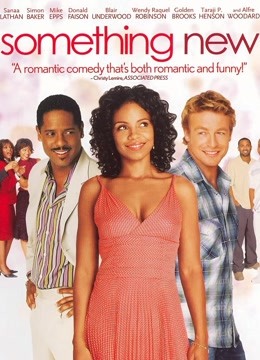 Sanaa Simon Mike Donald Blair Wendy Raquel Golden Taraji P. and Alfre
LATHAN BAKER EPPS FAISON UNDERWOOD ROBINSON BROOKS HENSON WOODARD
something new
"A romantic comedy that's both romantic and funny!"
–Christy Lemire, ASSOCIATED PRESS